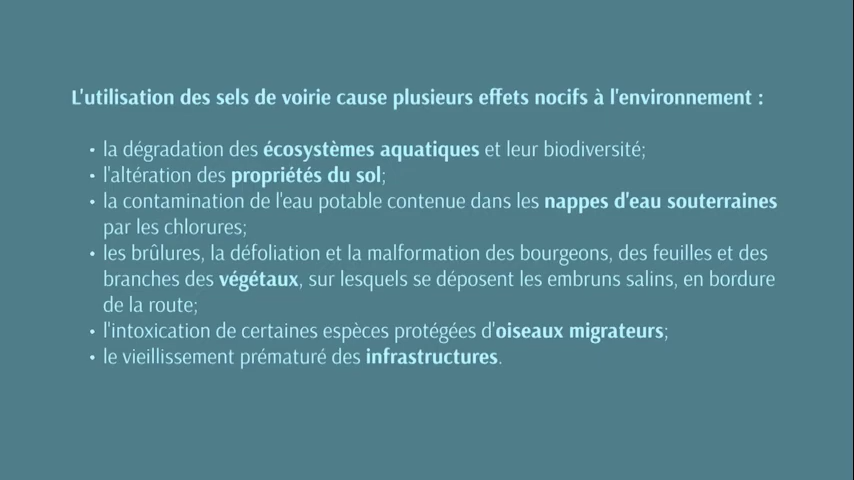 L'utilisation des sels de voirie cause plusieurs effets nocifs à l'environnement :
• la dégradation des écosystèmes aquatiques et leur biodiversité;
• l'altération des propriétés du sol;
• la contamination de l'eau potable contenue dans les nappes d'eau souterraines
par les chlorures;
• les brûlures, la défoliation et la malformation des bourgeons, des feuilles et des
branches des végétaux, sur lesquels se déposent les embruns salins, en bordure
de la route;
• l'intoxication de certaines espèces protégées d'oiseaux migrateurs;
• le vieillissement prématuré des infrastructures.